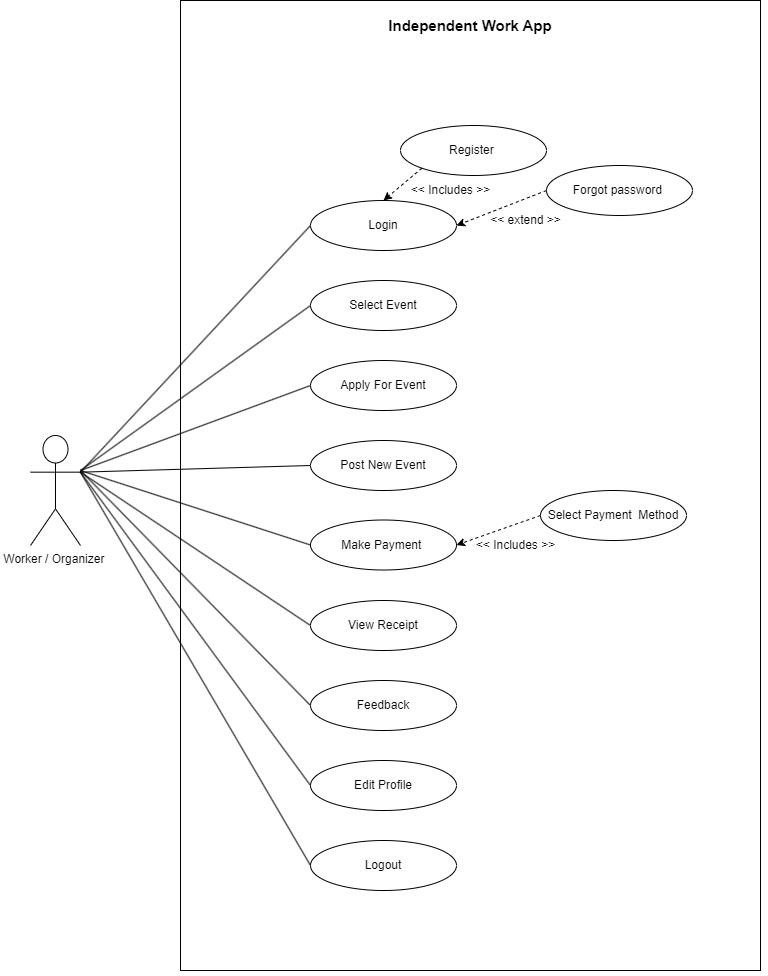 Independent Work App
Register
<< Includes >>
Forgot password
<< extend >>
Login
Select Event
Apply For Event
Post New Event
Select Payment  Method
Make Payment
<< Includes >>
Worker / Organizer
View Receipt
Feedback
Edit Profile
Logout